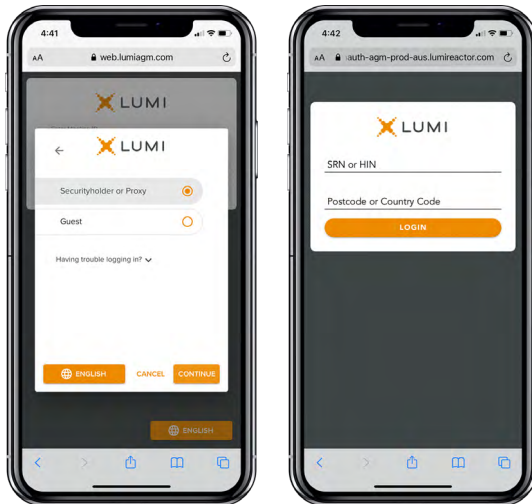 4:41
AA web.lumiagm.com
LUMI
LUMI
Securityholder or Proxy
Guest
Having trouble logging in?
ENGLISH CANCEL CONTINUE
ENGLISH
4:42
AA auth-agm-prod-aus.lumireactor.com
LUMI
SRN or HIN
Postcode or Country Code
LOGIN